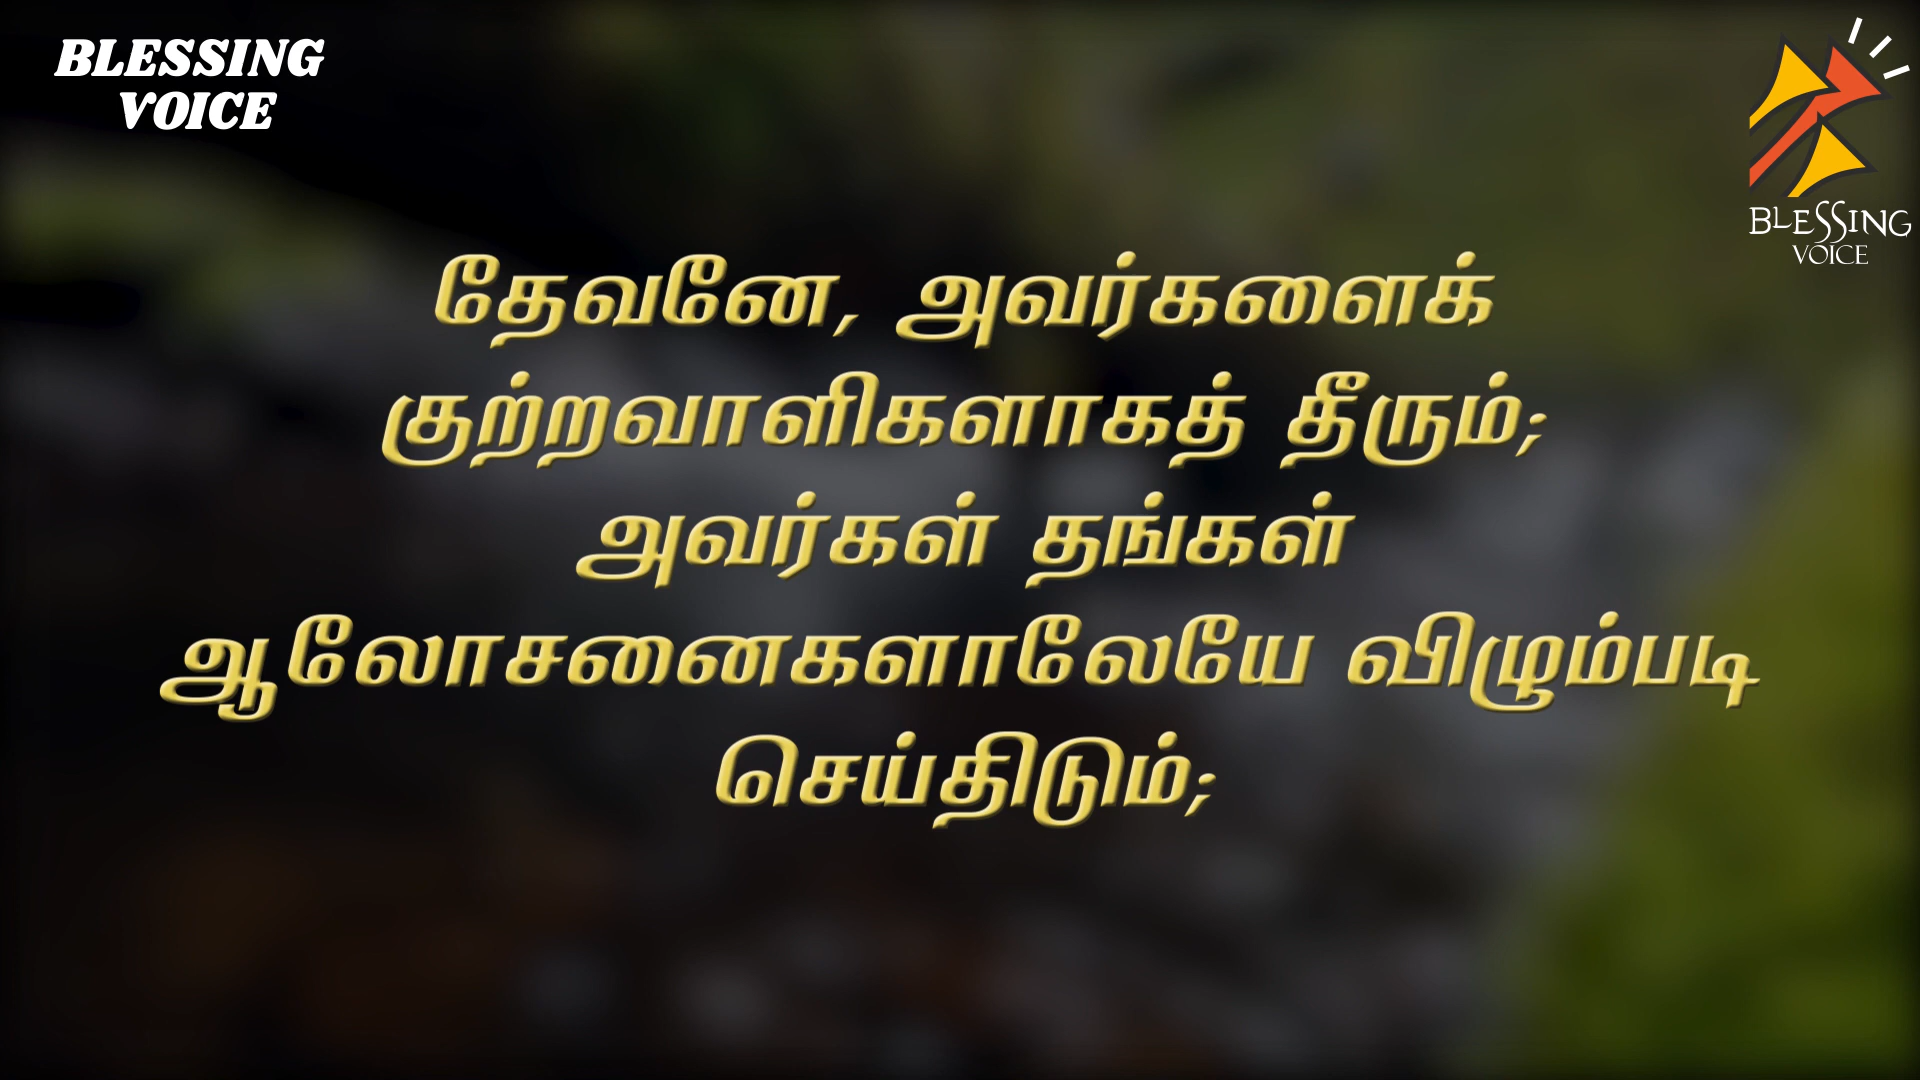 BLESSING
VOICE
BLESSING
VOICE
தேவனே, அவர்களைக்
குற்றவாளிகளாகத் தீரும்;
அவர்கள் தங்கள்
ஆலோசனைகளாலேயே விழும்படி
செய்திடும்;